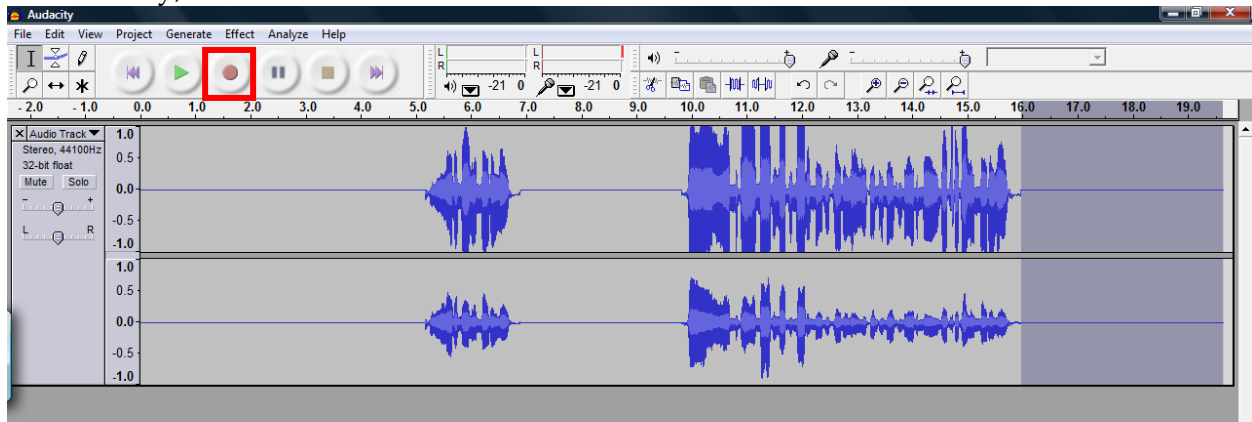 Audacity
File Edit View Project Generate Effect Analyze Help
L
R
-21 0
L
R
-21 0
- 2.0 - 1.0 0.0 1.0 2.0 3.0 4.0 5.0 6.0 7.0 8.0 9.0 10.0 11.0 12.0 13.0 14.0 15.0 16.0 17.0 18.0 19.0
X Audio Track
Stereo, 44100Hz
32-bit float
Mute Solo
- +
L R
1.0
0.5
0.0
-0.5
-1.0
1.0
0.5
0.0
-0.5
-1.0